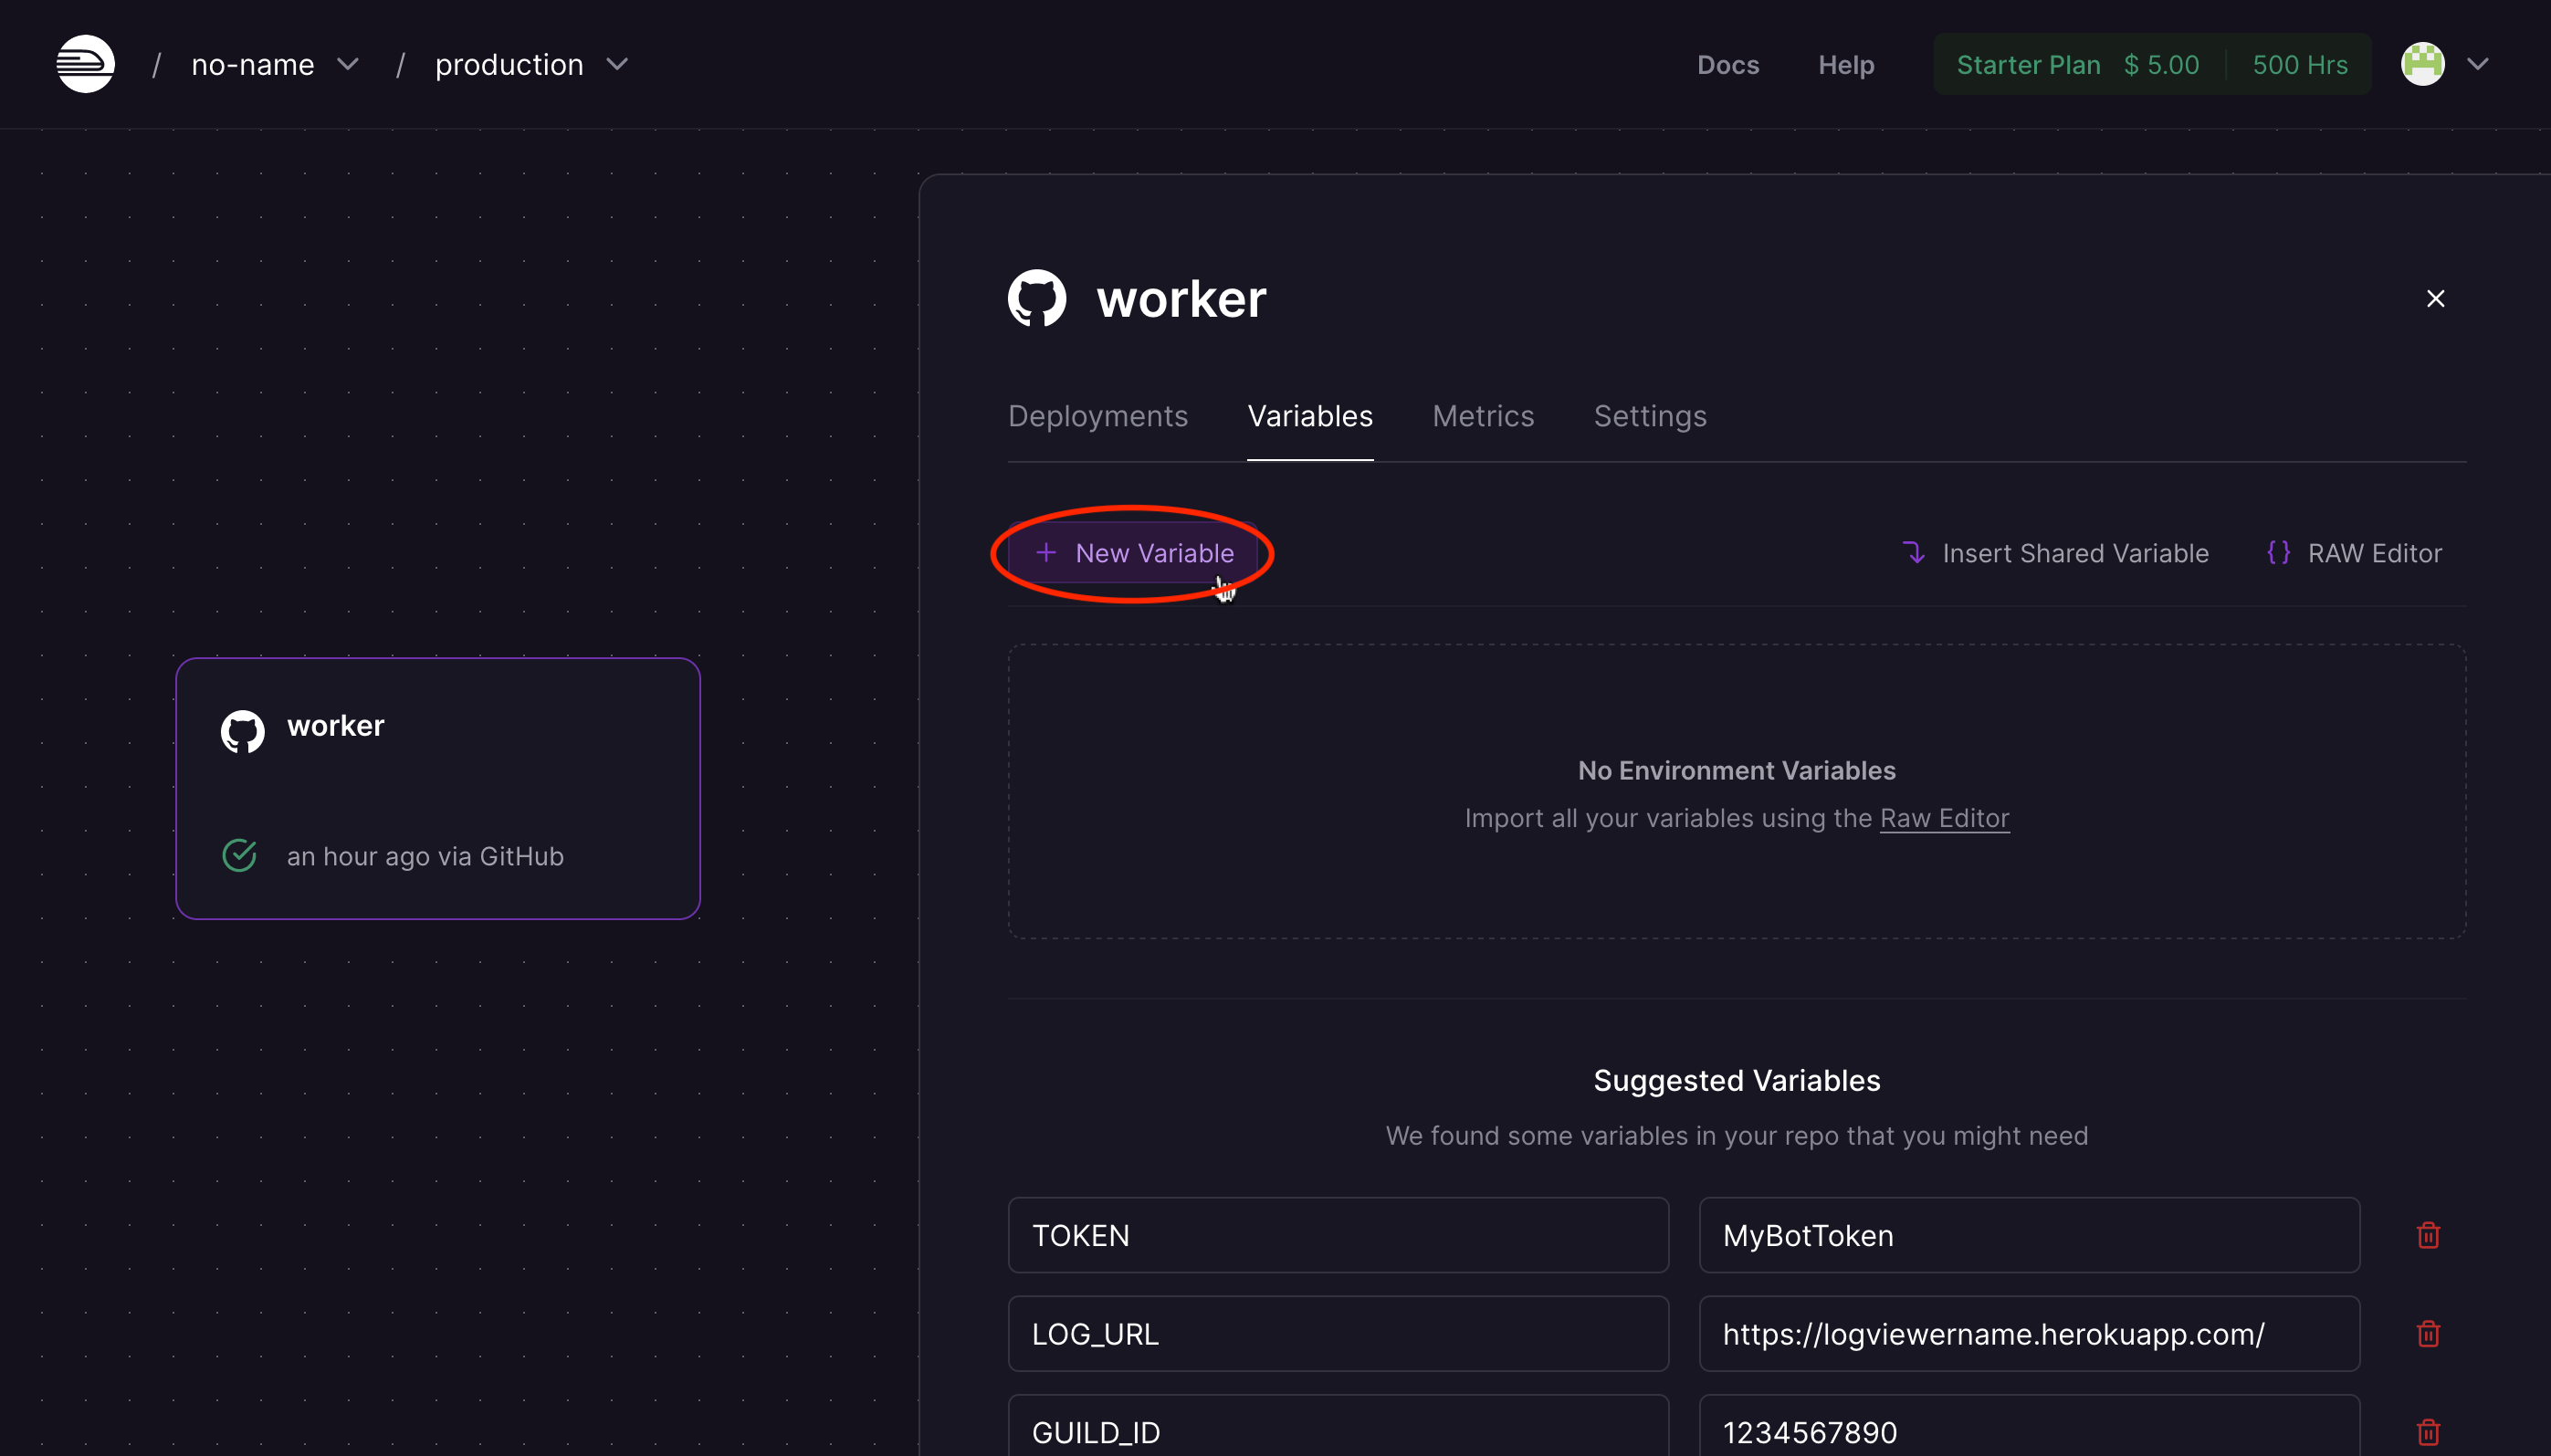 / no-name / production Docs Help Starter Plan $ 5.00 500 Hrs
worker
Deployments Variables Metrics Settings
+ New Variable Insert Shared Variable {} RAW Editor
worker
an hour ago via GitHub
No Environment Variables
Import all your variables using the Raw Editor
Suggested Variables
We found some variables in your repo that you might need
TOKEN MyBotToken
LOG_URL https://logviewername.herokuapp.com/
GUILD_ID 1234567890